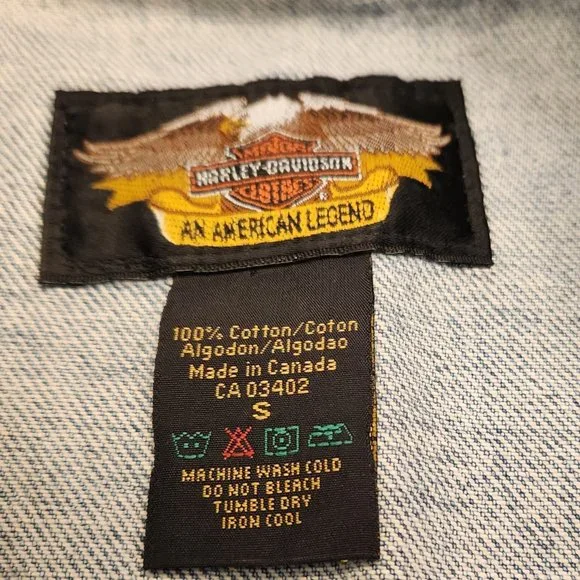 MOTOR
HARLEY-DAVIDSON
CLOTHES
®
AN AMERICAN LEGEND
100% Cotton/Coton
Algodon/Algodao
Made in Canada
CA 03402
S
MACHINE WASH COLD
DO NOT BLEACH
TUMBLE DRY
IRON COOL